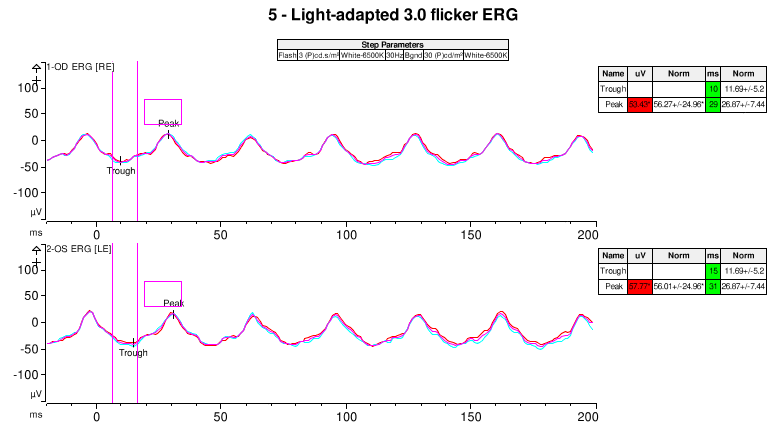 5 - Light-adapted 3.0 flicker ERG
Step Parameters
Flash 3 (P)cd.s/m² White-6500K 30Hz Bgnd 30 (P)cd/m² White-6500K
1-OD ERG [RE]
100
50
0
-50
-100
µV
ms
0 50 100 150 200
Peak
Trough
Name uV Norm ms Norm
Trough 10 11.69+/-5.2
Peak 53.43* 56.27+/-24.96* 29 26.87+/-7.44
2-OS ERG [LE]
100
50
0
-50
-100
µV
ms
0 50 100 150 200
Peak
Trough
Name uV Norm ms Norm
Trough 15 11.69+/-5.2
Peak 57.77* 56.01+/-24.96* 31 26.87+/-7.44